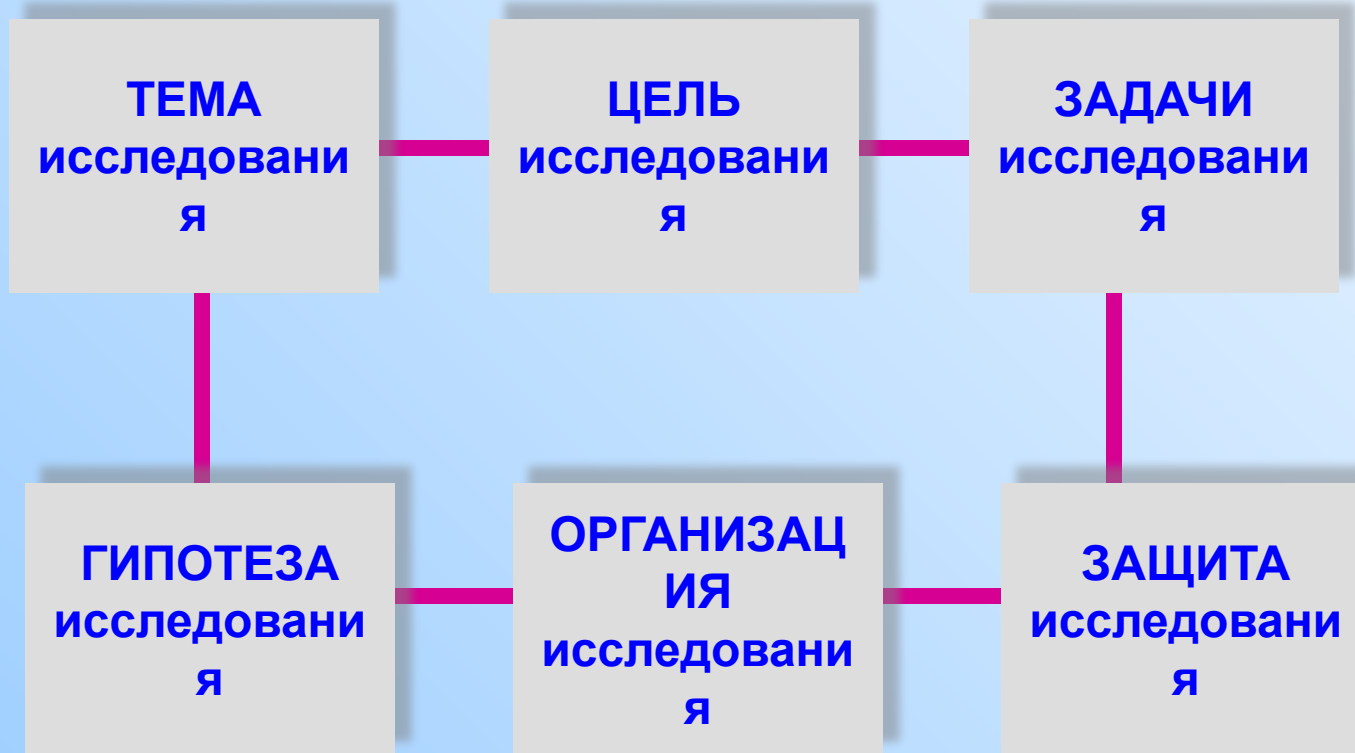 ТЕМА
исследовани
я
ЦЕЛЬ
исследовани
я
ЗАДАЧИ
исследовани
я
ГИПОТЕЗА
исследовани
я
ОРГАНИЗАЦ
ИЯ
исследовани
я
ЗАЩИТА
исследовани
я